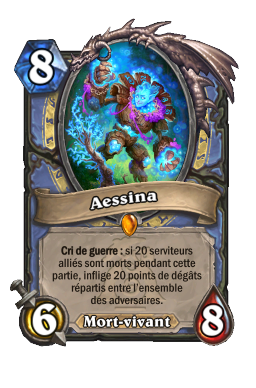 8
Aessina
Cri de guerre : si 20 serviteurs
alliés sont morts pendant cette
partie, inflige 20 points de dégâts
répartis entre l'ensemble
des adversaires.
6
Mort-vivant
8